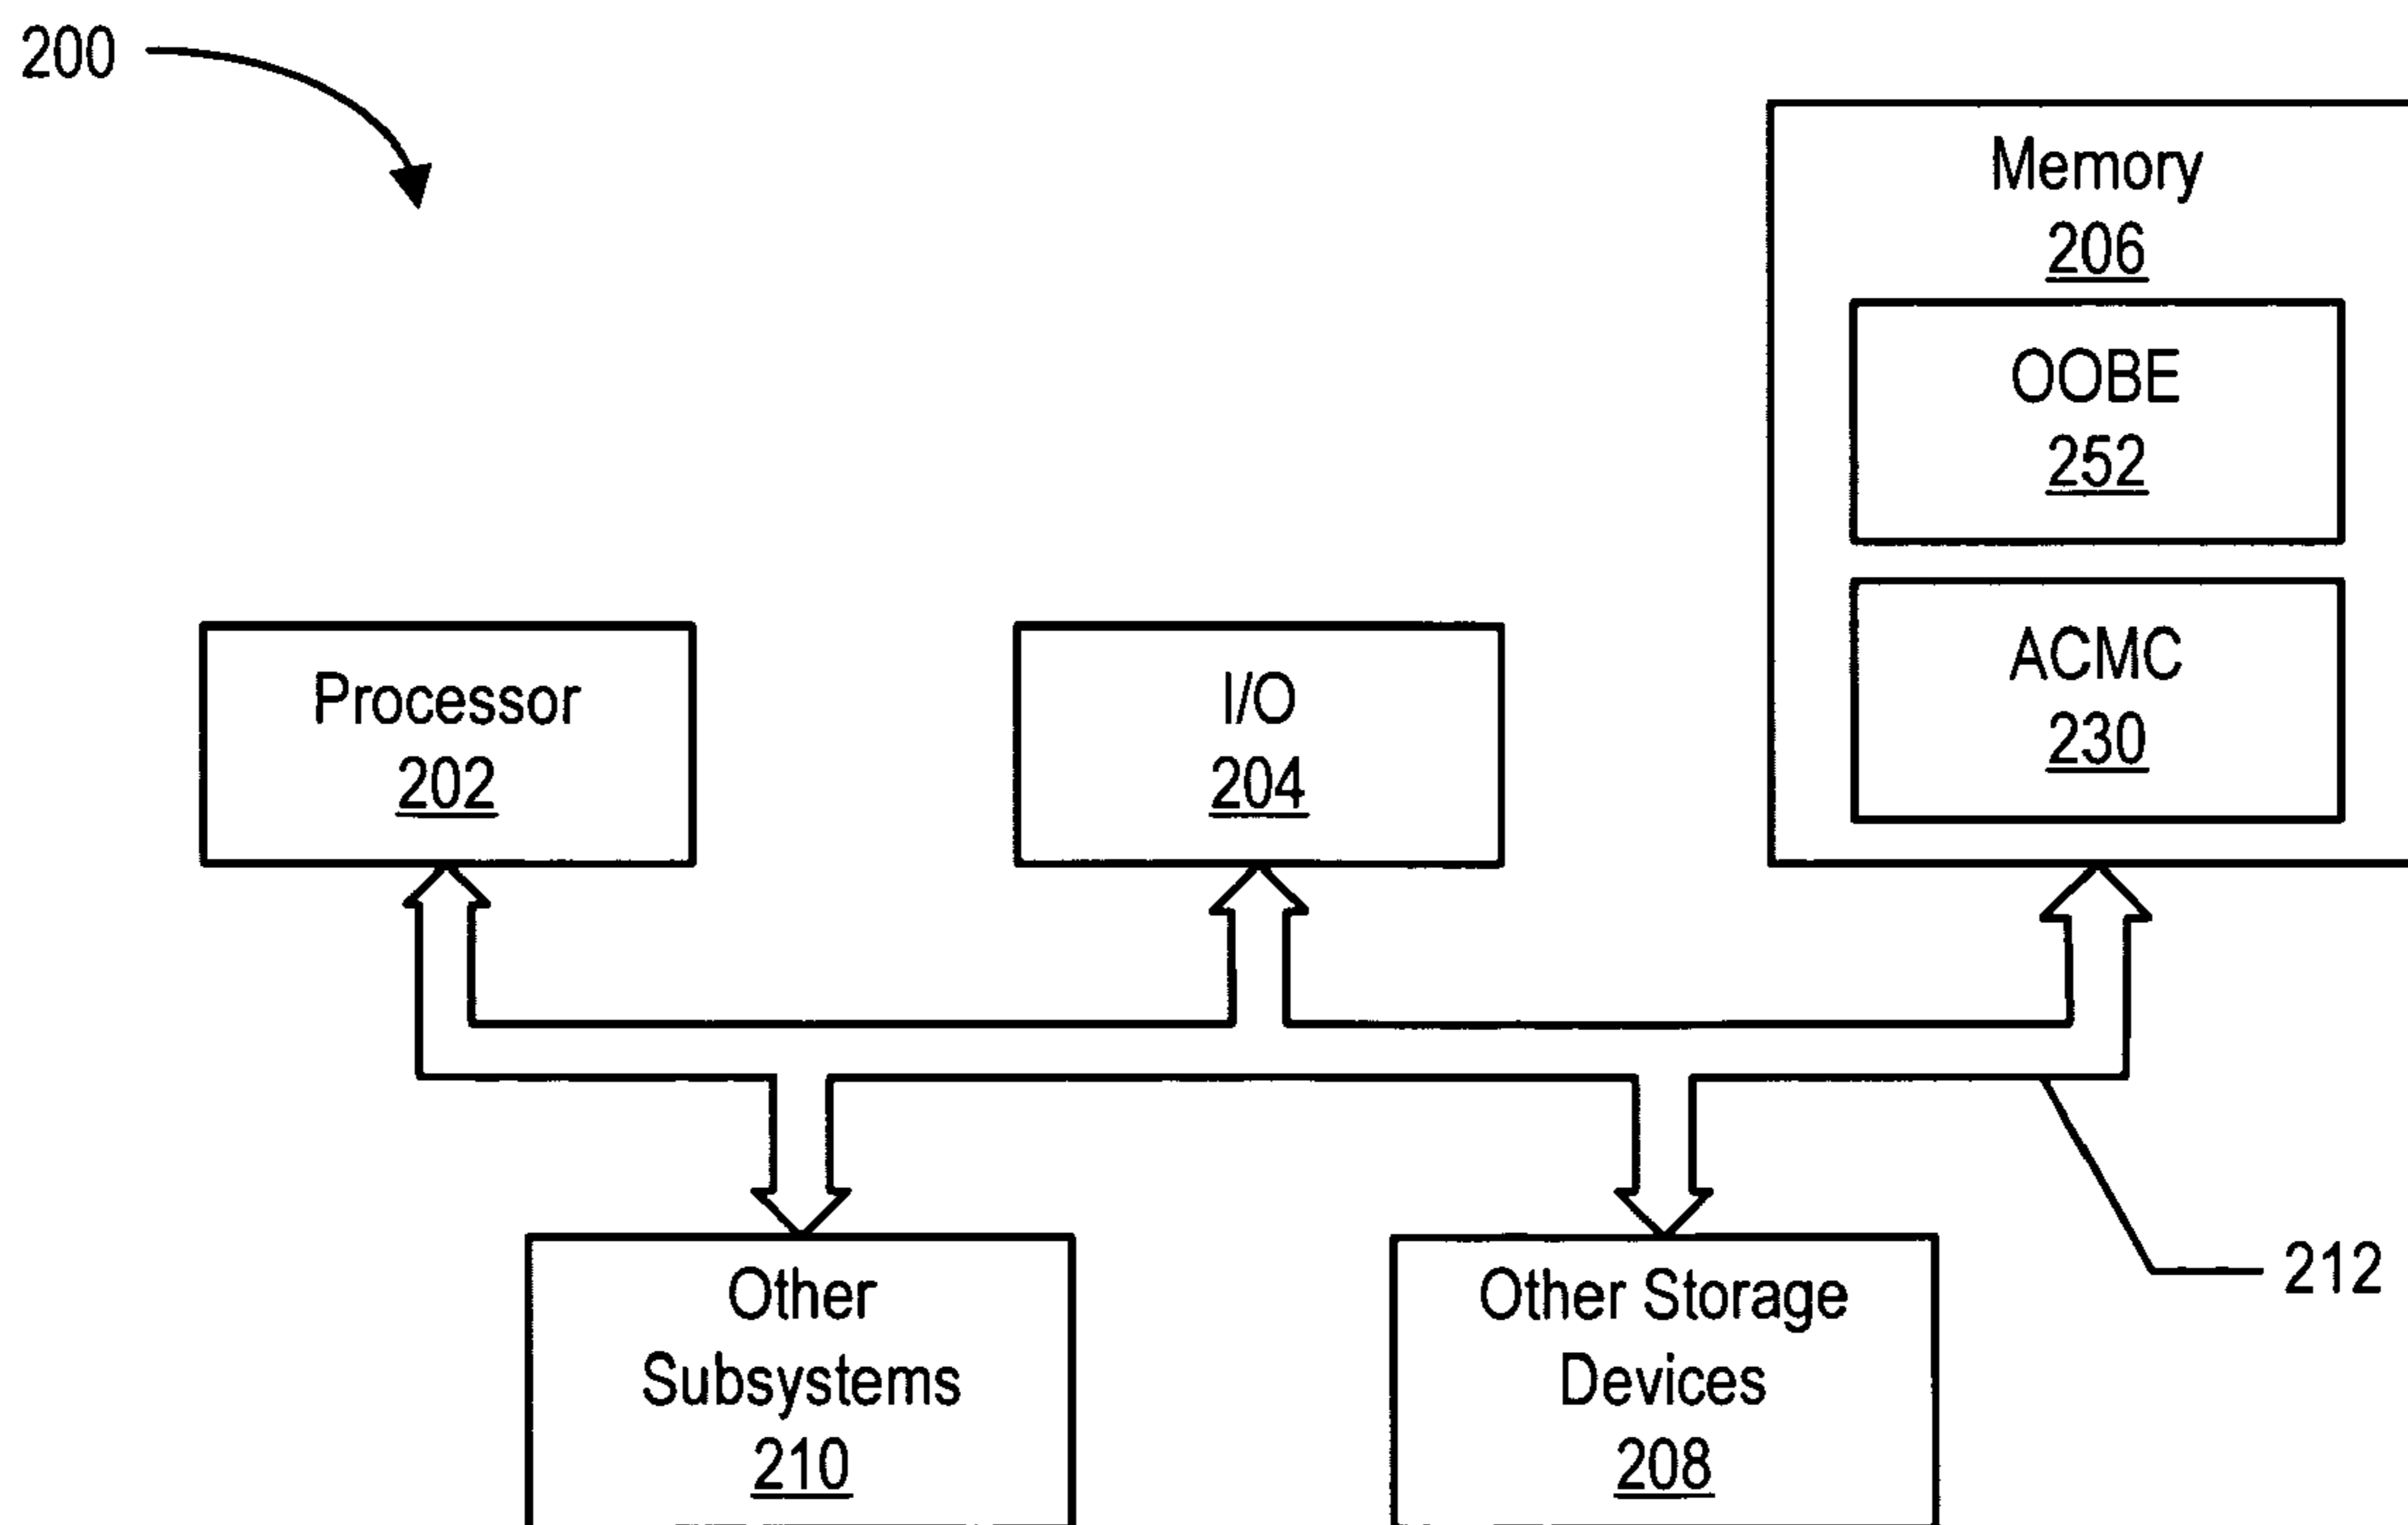 200
Memory
206
OOBE
252
ACMC
230
Processor
202
I/O
204
Other
Subsystems
210
Other Storage
Devices
208
212